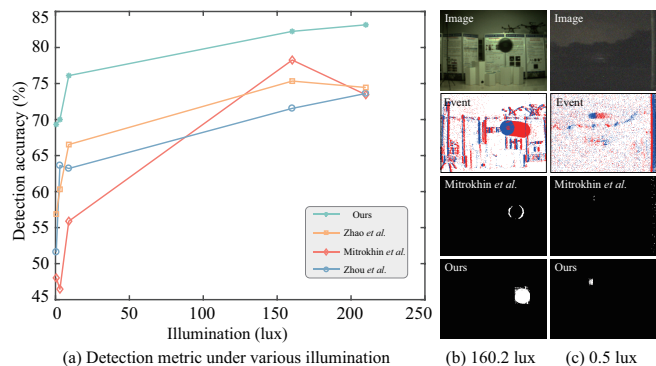 85
80
75
70
65
60
55
50
45
Detection accuracy (%)
Ours
Zhao et al.
Mitrokhin et al.
Zhou et al.
0 50 100 150 200 250
Illumination (lux)
(a) Detection metric under various illumination
Image
Event
Mitrokhin et al.
Ours
(b) 160.2 lux
Image
Event
Mitrokhin et al.
Ours
(c) 0.5 lux